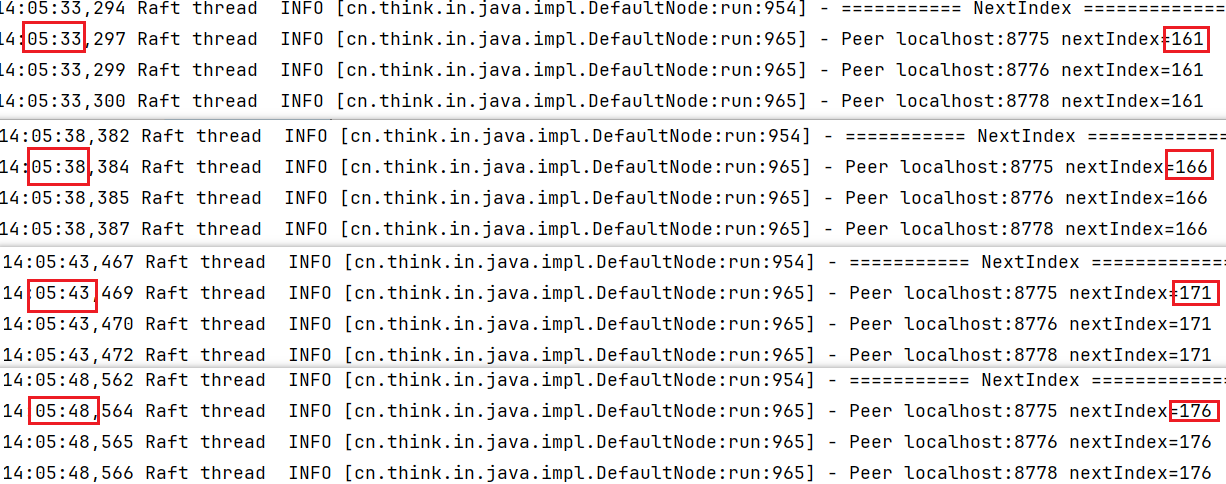 14:05:33,294 Raft thread  INFO [cn.think.in.java.impl.DefaultNode:run:954] - =========== NextIndex =============
14:05:33,297 Raft thread  INFO [cn.think.in.java.impl.DefaultNode:run:965] - Peer localhost:8775 nextIndex=161
14:05:33,299 Raft thread  INFO [cn.think.in.java.impl.DefaultNode:run:965] - Peer localhost:8776 nextIndex=161
14:05:33,300 Raft thread  INFO [cn.think.in.java.impl.DefaultNode:run:965] - Peer localhost:8778 nextIndex=161
14:05:38,382 Raft thread  INFO [cn.think.in.java.impl.DefaultNode:run:954] - =========== NextIndex =============
14:05:38,384 Raft thread  INFO [cn.think.in.java.impl.DefaultNode:run:965] - Peer localhost:8775 nextIndex=166
14:05:38,385 Raft thread  INFO [cn.think.in.java.impl.DefaultNode:run:965] - Peer localhost:8776 nextIndex=166
14:05:38,387 Raft thread  INFO [cn.think.in.java.impl.DefaultNode:run:965] - Peer localhost:8778 nextIndex=166
14:05:43,467 Raft thread  INFO [cn.think.in.java.impl.DefaultNode:run:954] - =========== NextIndex =============
14:05:43,469 Raft thread  INFO [cn.think.in.java.impl.DefaultNode:run:965] - Peer localhost:8775 nextIndex=171
14:05:43,470 Raft thread  INFO [cn.think.in.java.impl.DefaultNode:run:965] - Peer localhost:8776 nextIndex=171
14:05:43,472 Raft thread  INFO [cn.think.in.java.impl.DefaultNode:run:965] - Peer localhost:8778 nextIndex=171
14:05:48,562 Raft thread  INFO [cn.think.in.java.impl.DefaultNode:run:954] - =========== NextIndex =============
14:05:48,564 Raft thread  INFO [cn.think.in.java.impl.DefaultNode:run:965] - Peer localhost:8775 nextIndex=176
14:05:48,565 Raft thread  INFO [cn.think.in.java.impl.DefaultNode:run:965] - Peer localhost:8776 nextIndex=176
14:05:48,566 Raft thread  INFO [cn.think.in.java.impl.DefaultNode:run:965] - Peer localhost:8778 nextIndex=176